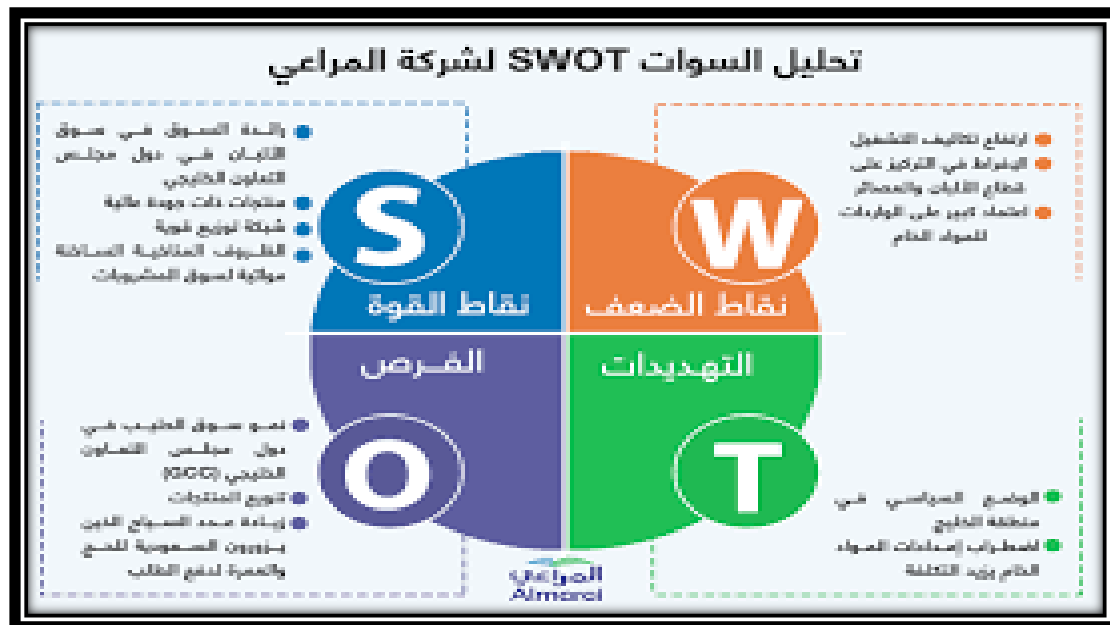 تحليل السوات SWOT لشركة المراعي
رائدة السوق في سوق
الألبان في دول مجلس
التعاون الخليجي
منتجات ذات جودة عالية
شبكة توزيع قوية
الظروف المناخية الساخنة
مواتية لسوق المشروبات
S
نقاط القوة
ارتفاع تكاليف التشغيل
الإفراط في التركيز على
قطاع الألبان والعصائر
اعتماد كبير على الواردات
للمواد الخام
W
نقاط الضعف
الفرص
O
نمو سوق الحليب في
دول مجلس التعاون
الخليجي (GCC)
تنويع المنتجات
زيادة عدد السياح الذين
يزورون السعودية للحج
والعمرة لدفع الطلب
التهديدات
T
الوضع السياسي في
منطقة الخليج
اضطراب إمدادات المواد
الخام يزيد التكلفة
المراعي
Almarai